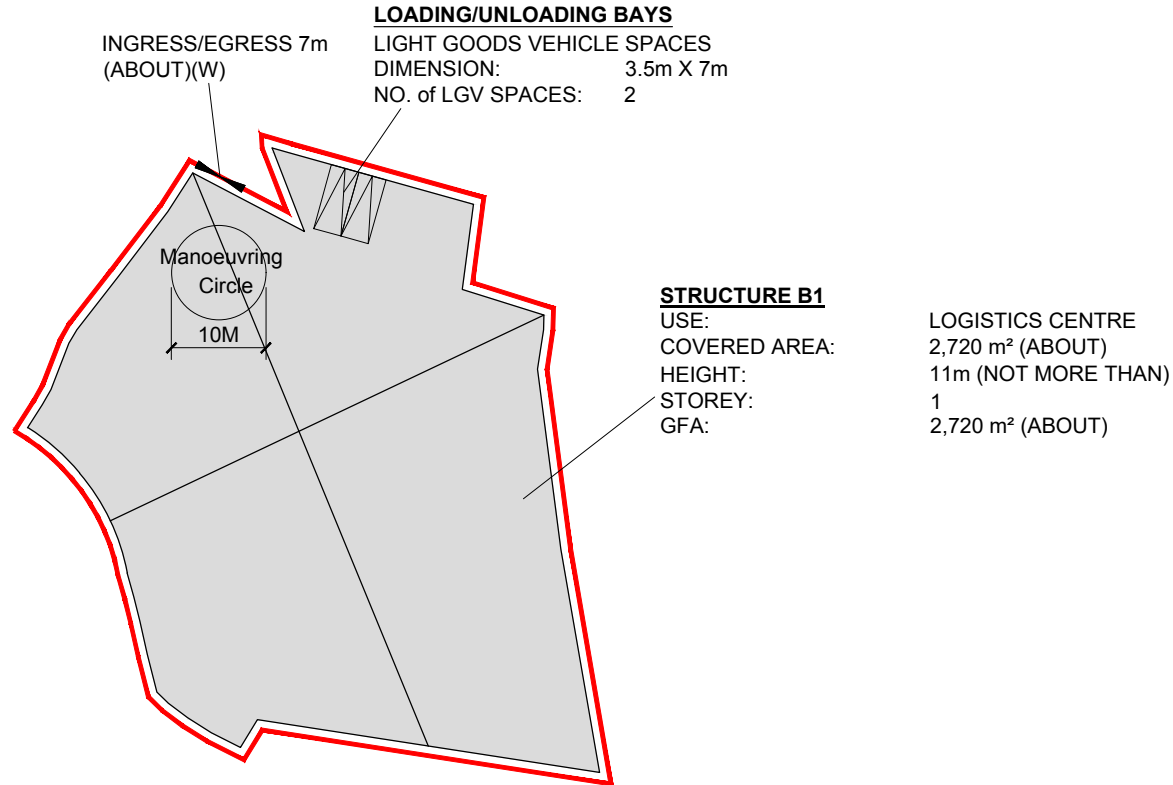 LOADING/UNLOADING BAYS
LIGHT GOODS VEHICLE SPACES
DIMENSION: 3.5m X 7m
NO. of LGV SPACES: 2
INGRESS/EGRESS 7m
(ABOUT)(W)
Manoeuvring
Circle
10M
STRUCTURE B1
USE: LOGISTICS CENTRE
COVERED AREA: 2,720 m² (ABOUT)
HEIGHT: 11m (NOT MORE THAN)
STOREY: 1
GFA: 2,720 m² (ABOUT)